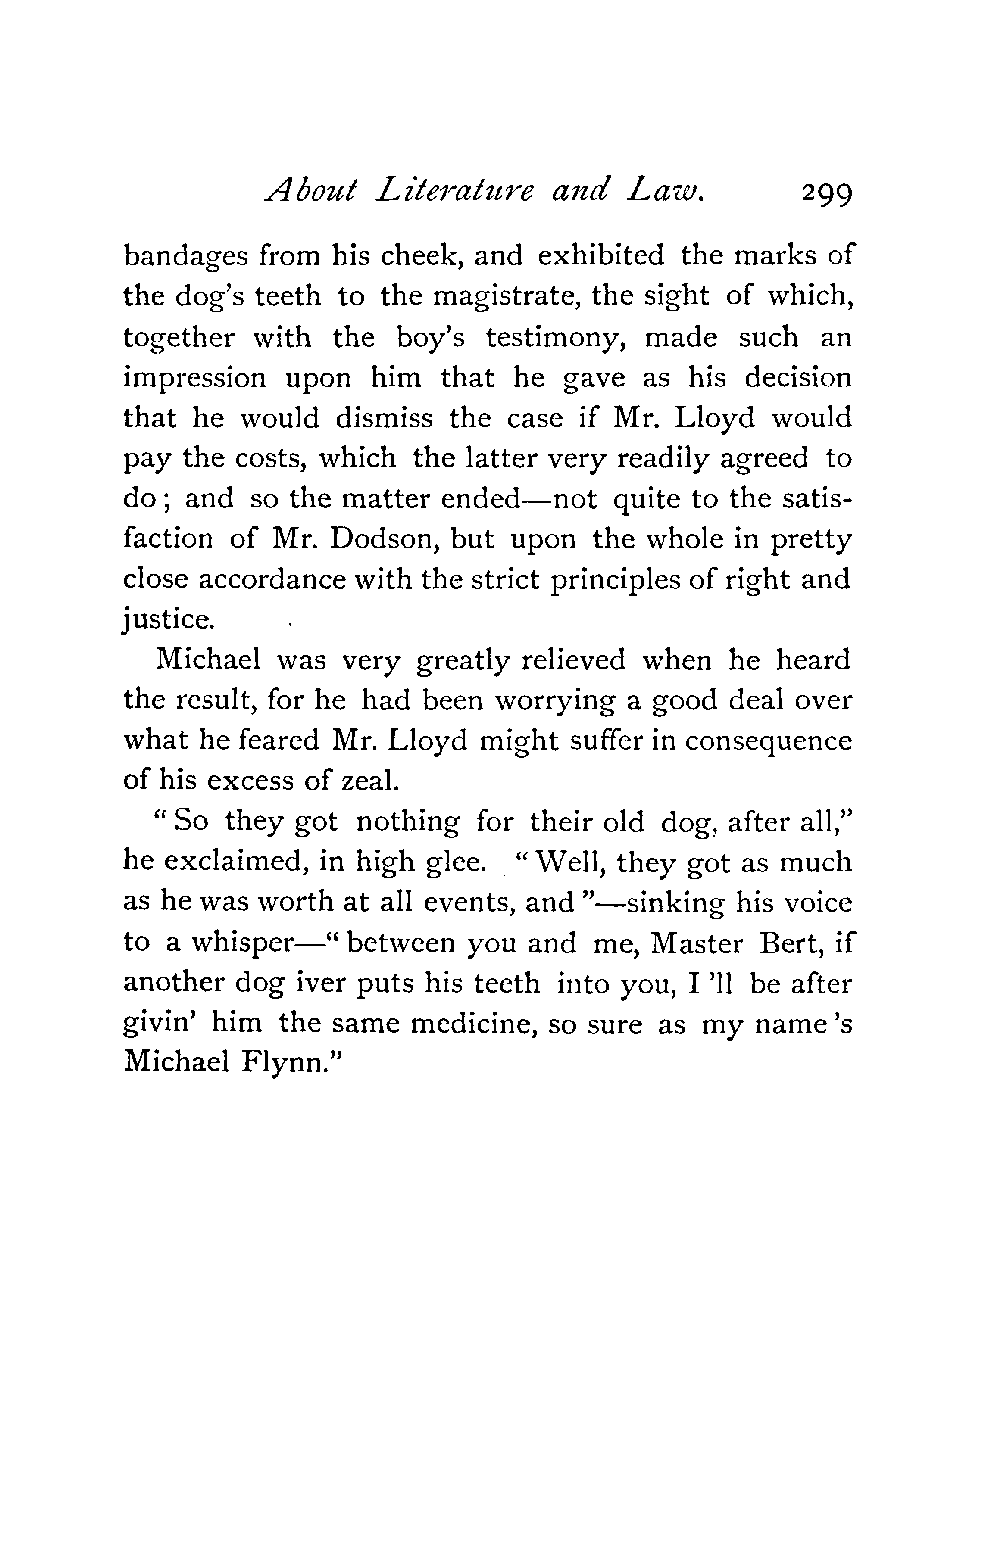 About Literature and Law. 299
bandages from his cheek, and exhibited the marks of
the dog's teeth to the magistrate, the sight of which,
together with the boy's testimony, made such an
impression upon him that he gave as his decision
that he would dismiss the case if Mr. Lloyd would
pay the costs, which the latter very readily agreed to
do; and so the matter ended—not quite to the satis-
faction of Mr. Dodson, but upon the whole in pretty
close accordance with the strict principles of right and
justice.
Michael was very greatly relieved when he heard
the result, for he had been worrying a good deal over
what he feared Mr. Lloyd might suffer in consequence
of his excess of zeal.
"So they got nothing for their old dog, after all,"
he exclaimed, in high glee. "Well, they got as much
as he was worth at all events, and"—sinking his voice
to a whisper—"between you and me, Master Bert, if
another dog iver puts his teeth into you, I'll be after
givin' him the same medicine, so sure as my name's
Michael Flynn."